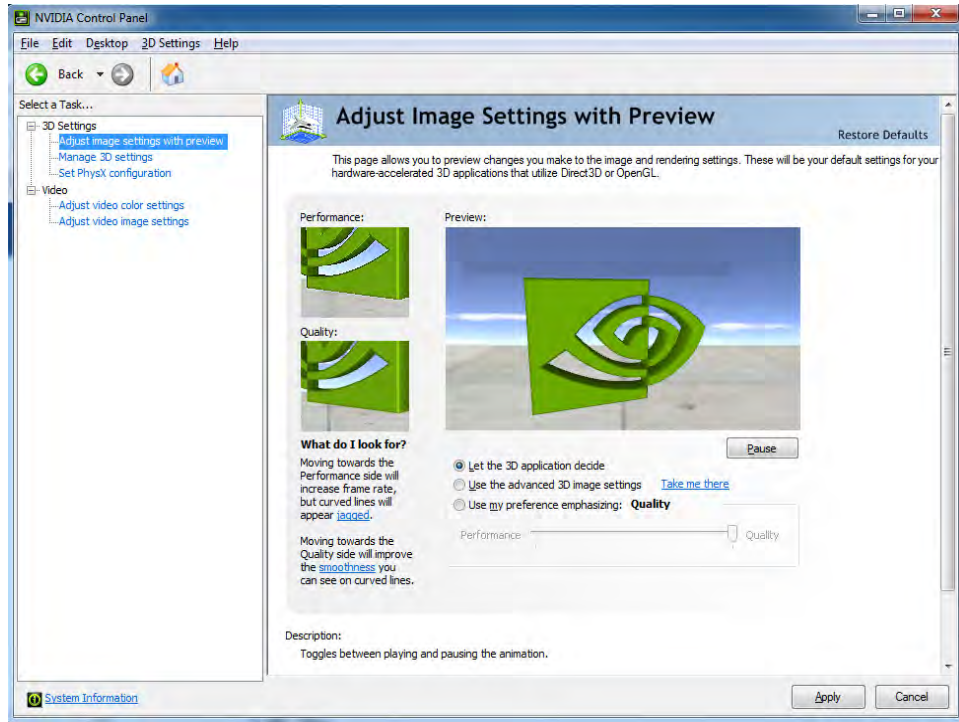 NVIDIA Control Panel
File Edit Desktop 3D Settings Help
Back
Select a Task...
3D Settings
Adjust image settings with preview
Manage 3D settings
Set PhysX configuration
Video
Adjust video color settings
Adjust video image settings
Adjust Image Settings with Preview
Restore Defaults
This page allows you to preview changes you make to the image and rendering settings. These will be your default settings for your
hardware-accelerated 3D applications that utilize Direct3D or OpenGL.
Performance:
Preview:
Quality:
What do I look for?
Moving towards the
Performance side will
increase frame rate,
but curved lines will
appear jagged.
Moving towards the
Quality side will improve
the smoothness you
can see on curved lines.
Pause
Let the 3D application decide
Use the advanced 3D image settings Take me there
Use my preference emphasizing: Quality
Performance Quality
Description:
Toggles between playing and pausing the animation.
System Information
Apply Cancel